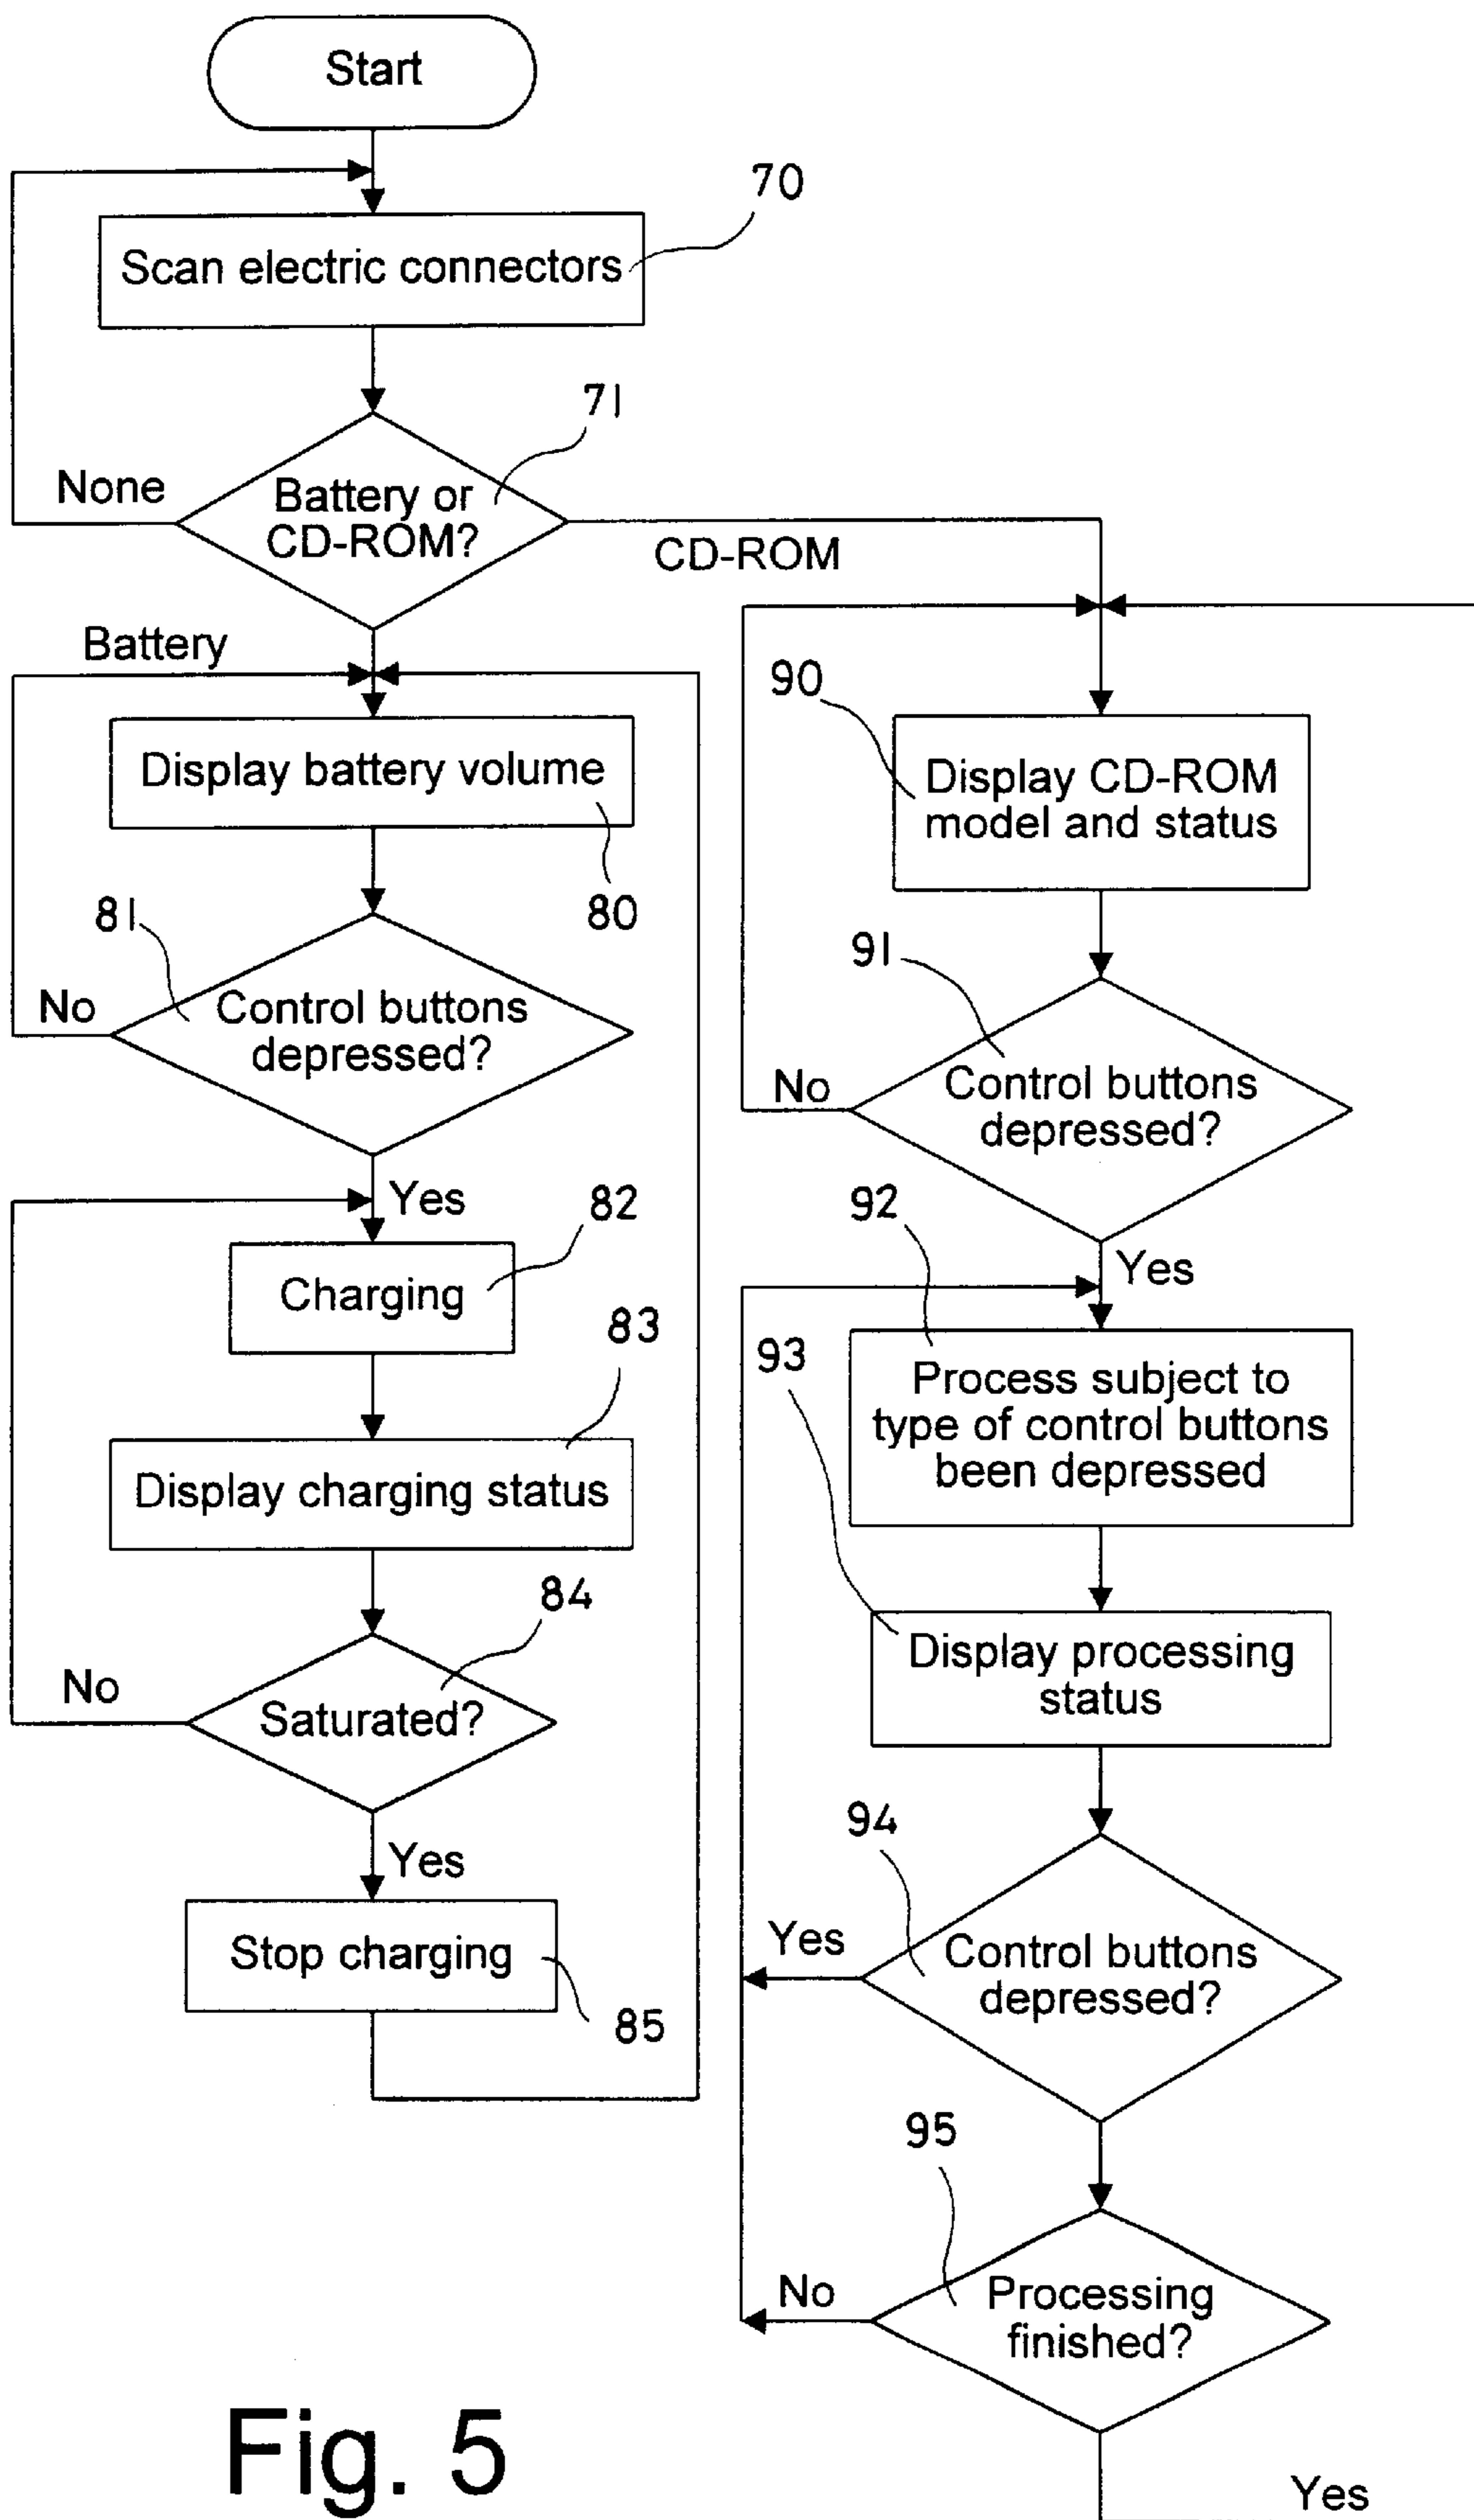 Start
70
Scan electric connectors
71
None
Battery or
CD-ROM?
CD-ROM
Battery
Display battery volume
80
81
Control buttons
depressed?
No
Yes
82
Charging
83
Display charging status
84
No
Saturated?
Yes
Stop charging
85
90
Display CD-ROM
model and status
91
Control buttons
depressed?
No
Yes
92
Process subject to
type of control buttons
been depressed
93
Display processing
status
94
Yes
Control buttons
depressed?
95
No
Processing
finished?
Yes
Fig. 5